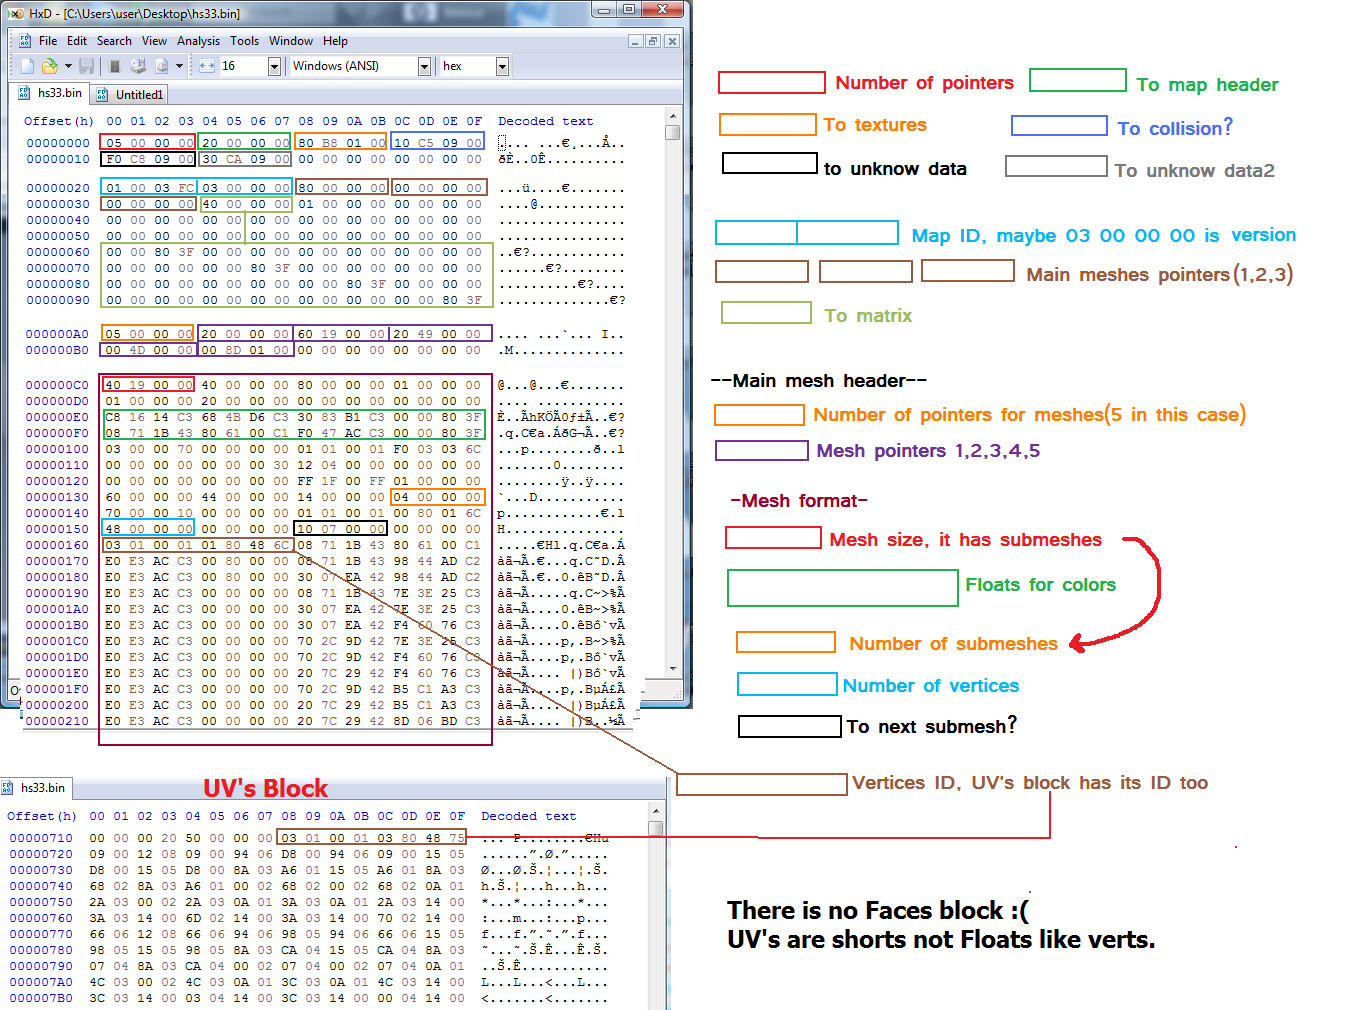 HxD - [C:\Users\user\Desktop\hs33.bin]
File Edit Search View Analysis Tools Window Help
16 Windows (ANSI) hex
hs33.bin Untitled1
Offset(h) 00 01 02 03 04 05 06 07 08 09 0A 0B 0C 0D 0E 0F Decoded text
00000000 05 00 00 00 20 00 00 00 80 B8 01 00 10 C5 09 00
00000010 F0 C8 09 00 30 CA 09 00 00 00 00 00 00 00 00 00
00000020 01 00 03 FC 03 00 00 00 80 00 00 00 00 00 00 00
00000030 00 00 00 00 40 00 00 00 01 00 00 00 00 00 00 00
00000040 00 00 00 00 00 00 00 00 00 00 00 00 00 00 00 00
00000050 00 00 00 00 00 00 00 00 00 00 00 00 00 00 00 00
00000060 00 00 80 3F 00 00 00 00 00 00 00 00 00 00 00 00
00000070 00 00 00 00 00 00 80 3F 00 00 00 00 00 00 00 00
00000080 00 00 00 00 00 00 00 00 00 00 80 3F 00 00 00 00
00000090 00 00 00 00 00 00 00 00 00 00 00 00 00 00 80 3F
000000A0 05 00 00 00 20 00 00 00 60 19 00 00 20 49 00 00
000000B0 00 4D 00 00 00 8D 01 00 00 00 00 00 00 00 00 00
000000C0 40 19 00 00 40 00 00 00 80 00 00 00 01 00 00 00
000000D0 01 00 00 00 20 00 00 00 00 00 00 00 00 00 00 00
000000E0 C8 16 14 C3 68 4B D6 C3 30 83 B1 C3 00 00 80 3F
000000F0 08 71 1B 43 80 61 00 C1 F0 47 AC C3 00 00 80 3F
00000100 03 00 00 70 00 00 00 00 01 01 00 01 F0 03 03 6C
00000110 00 00 00 00 00 00 00 30 12 04 00 00 00 00 00 00
00000120 00 00 00 00 00 00 00 00 FF 1F 00 FF 01 00 00 00
00000130 60 00 00 00 44 00 00 00 14 00 00 00 04 00 00 00
00000140 70 00 00 10 00 00 00 00 01 01 00 01 00 80 01 6C
00000150 48 00 00 00 00 00 00 00 10 07 00 00 00 00 00 00
00000160 03 01 00 01 01 80 48 6C 08 71 1B 43 80 61 00 C1
00000170 E0 E3 AC C3 00 80 00 00 08 71 1B 43 98 44 AD C2
00000180 E0 E3 AC C3 00 80 00 00 30 07 EA 42 98 44 AD C2
00000190 E0 E3 AC C3 00 00 00 00 08 71 1B 43 7E 3E 25 C3
000001A0 E0 E3 AC C3 00 00 00 00 30 07 EA 42 7E 3E 25 C3
000001B0 E0 E3 AC C3 00 00 00 00 30 07 EA 42 F4 60 76 C3
000001C0 E0 E3 AC C3 00 00 00 00 70 2C 9D 42 7E 3E 25 C3
000001D0 E0 E3 AC C3 00 00 00 00 70 2C 9D 42 F4 60 76 C3
000001E0 E0 E3 AC C3 00 00 00 00 20 7C 29 42 F4 60 76 C3
000001F0 E0 E3 AC C3 00 00 00 00 70 2C 9D 42 B5 C1 A3 C3
00000200 E0 E3 AC C3 00 00 00 00 20 7C 29 42 B5 C1 A3 C3
00000210 E0 E3 AC C3 00 00 00 00 20 7C 29 42 8D 06 BD C3
Number of pointers To map header
To textures To collision?
to unknow data To unknow data2
Map ID, maybe 03 00 00 00 is version
Main meshes pointers(1,2,3)
To matrix
--Main mesh header--
Number of pointers for meshes(5 in this case)
Mesh pointers 1,2,3,4,5
-Mesh format-
Mesh size, it has submeshes
Floats for colors
Number of submeshes
Number of vertices
To next submesh?
Vertices ID, UV's block has its ID too
hs33.bin
UV's Block
Offset(h) 00 01 02 03 04 05 06 07 08 09 0A 0B 0C 0D 0E 0F Decoded text
00000710 00 00 00 20 50 00 00 00 03 01 00 01 03 80 48 75
00000720 09 00 12 08 09 00 94 06 D8 00 94 06 09 00 15 05
00000730 D8 00 15 05 D8 00 8A 03 A6 01 15 05 A6 01 8A 03
00000740 68 02 8A 03 A6 01 00 02 68 02 00 02 68 02 0A 01
00000750 2A 03 00 02 2A 03 0A 01 3A 03 0A 01 2A 03 14 00
00000760 3A 03 14 00 6D 02 14 00 3A 03 14 00 70 02 14 00
00000770 66 06 12 08 66 06 94 06 98 05 94 06 66 06 15 05
00000780 98 05 15 05 98 05 8A 03 CA 04 15 05 CA 04 8A 03
00000790 07 04 8A 03 CA 04 00 02 07 04 00 02 07 04 0A 01
000007A0 4C 03 00 02 4C 03 0A 01 3C 03 0A 01 4C 03 14 00
000007B0 3C 03 14 00 03 04 14 00 3C 03 14 00 00 04 14 00
There is no Faces block :(
UV's are shorts not Floats like verts.